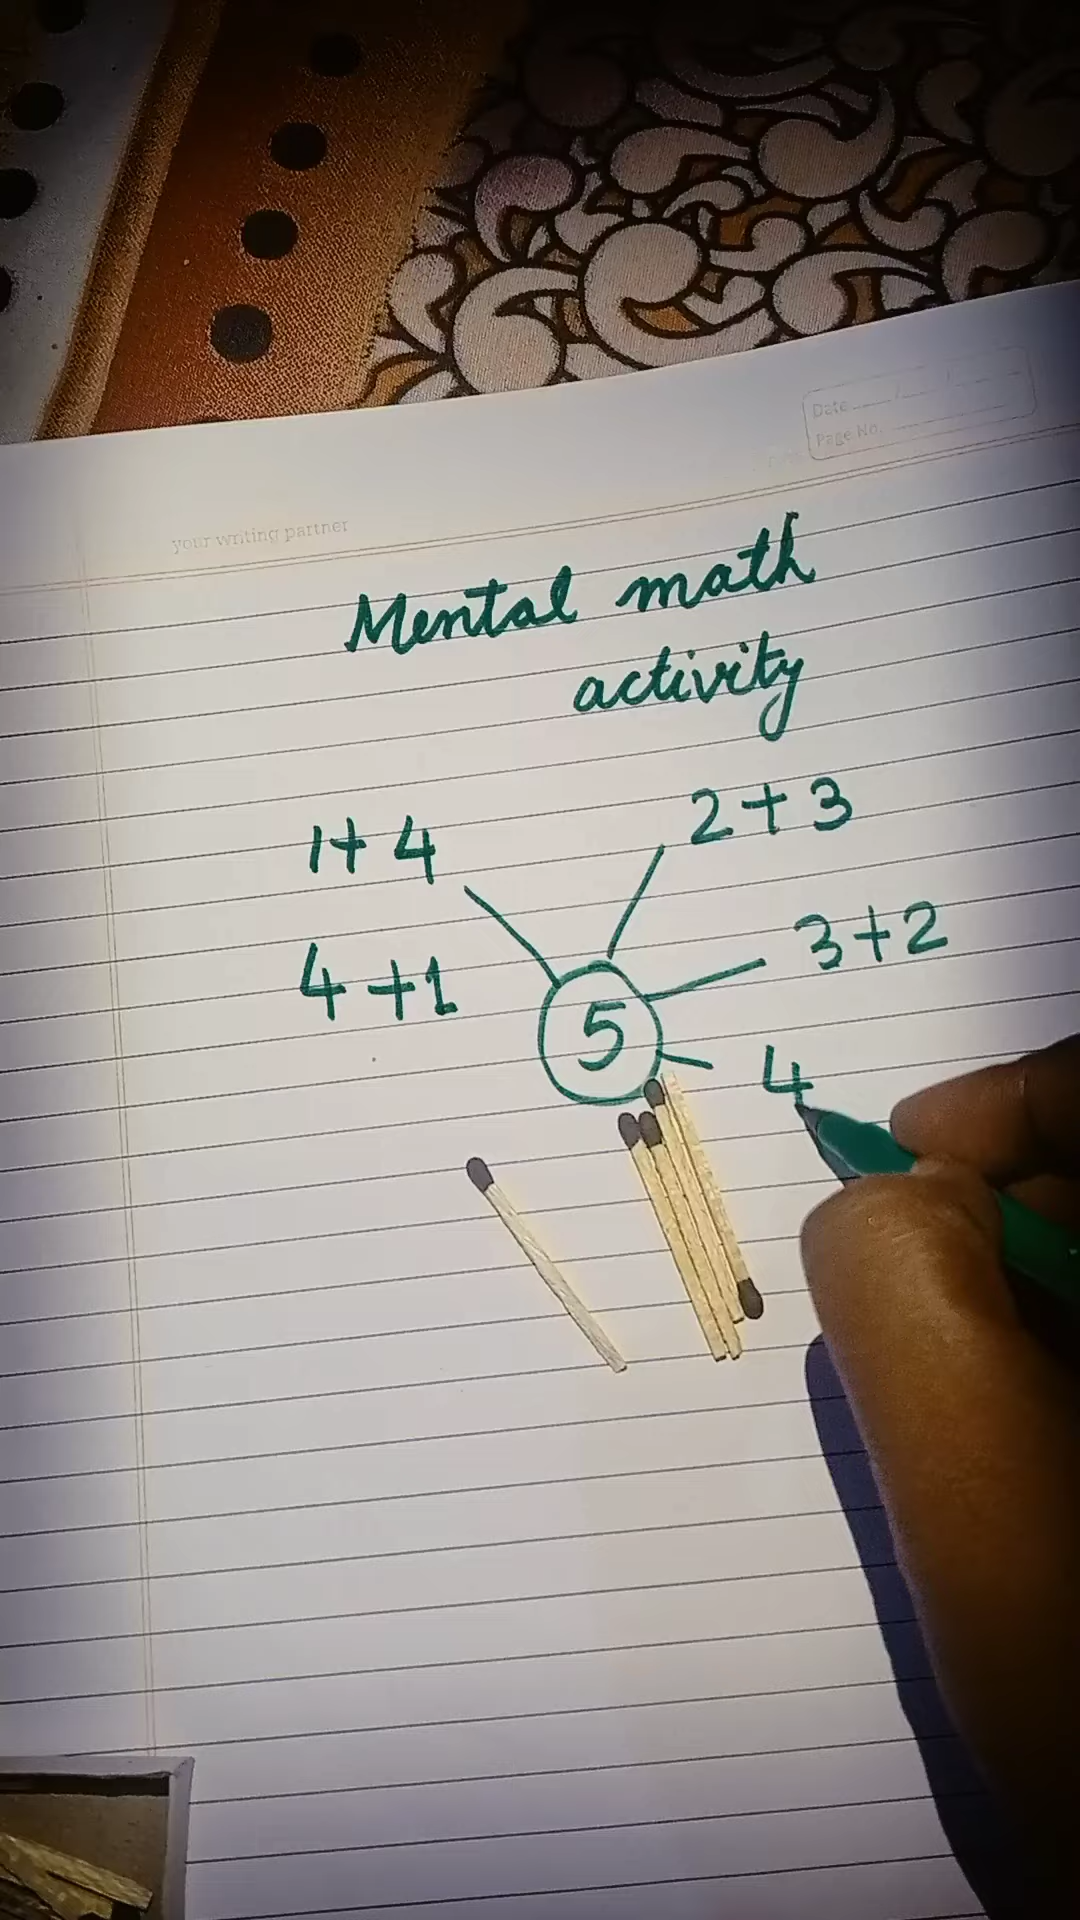 Date
Page No.
your writing partner
Mental math
activity
1+4
2+3
4+1
3+2
5
4